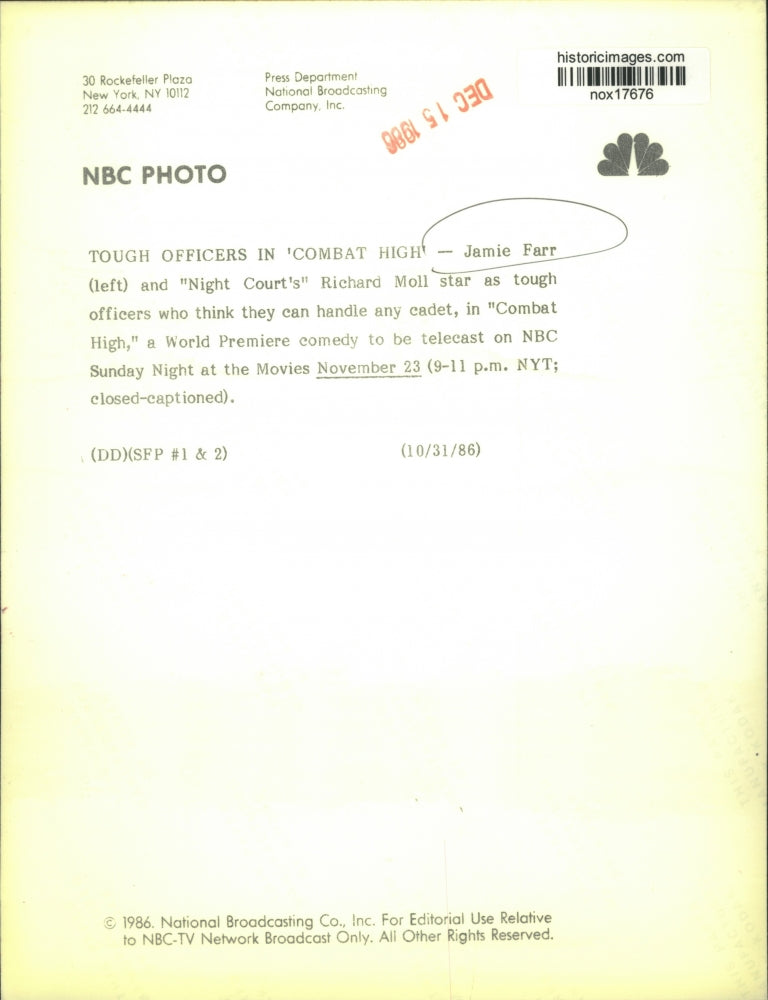 30 Rockefeller Plaza
New York, NY 10112
212 664-4444
Press Department
National Broadcasting
Company, Inc.
DEC 15 1986
historicimages.com
nox17676
NBC PHOTO
TOUGH OFFICERS IN 'COMBAT HIGH' — Jamie Farr
(left) and "Night Court's" Richard Moll star as tough
officers who think they can handle any cadet, in "Combat
High," a World Premiere comedy to be telecast on NBC
Sunday Night at the Movies November 23 (9-11 p.m. NYT;
closed-captioned).
(DD)(SFP #1 & 2) (10/31/86)
© 1986. National Broadcasting Co., Inc. For Editorial Use Relative
to NBC-TV Network Broadcast Only. All Other Rights Reserved.